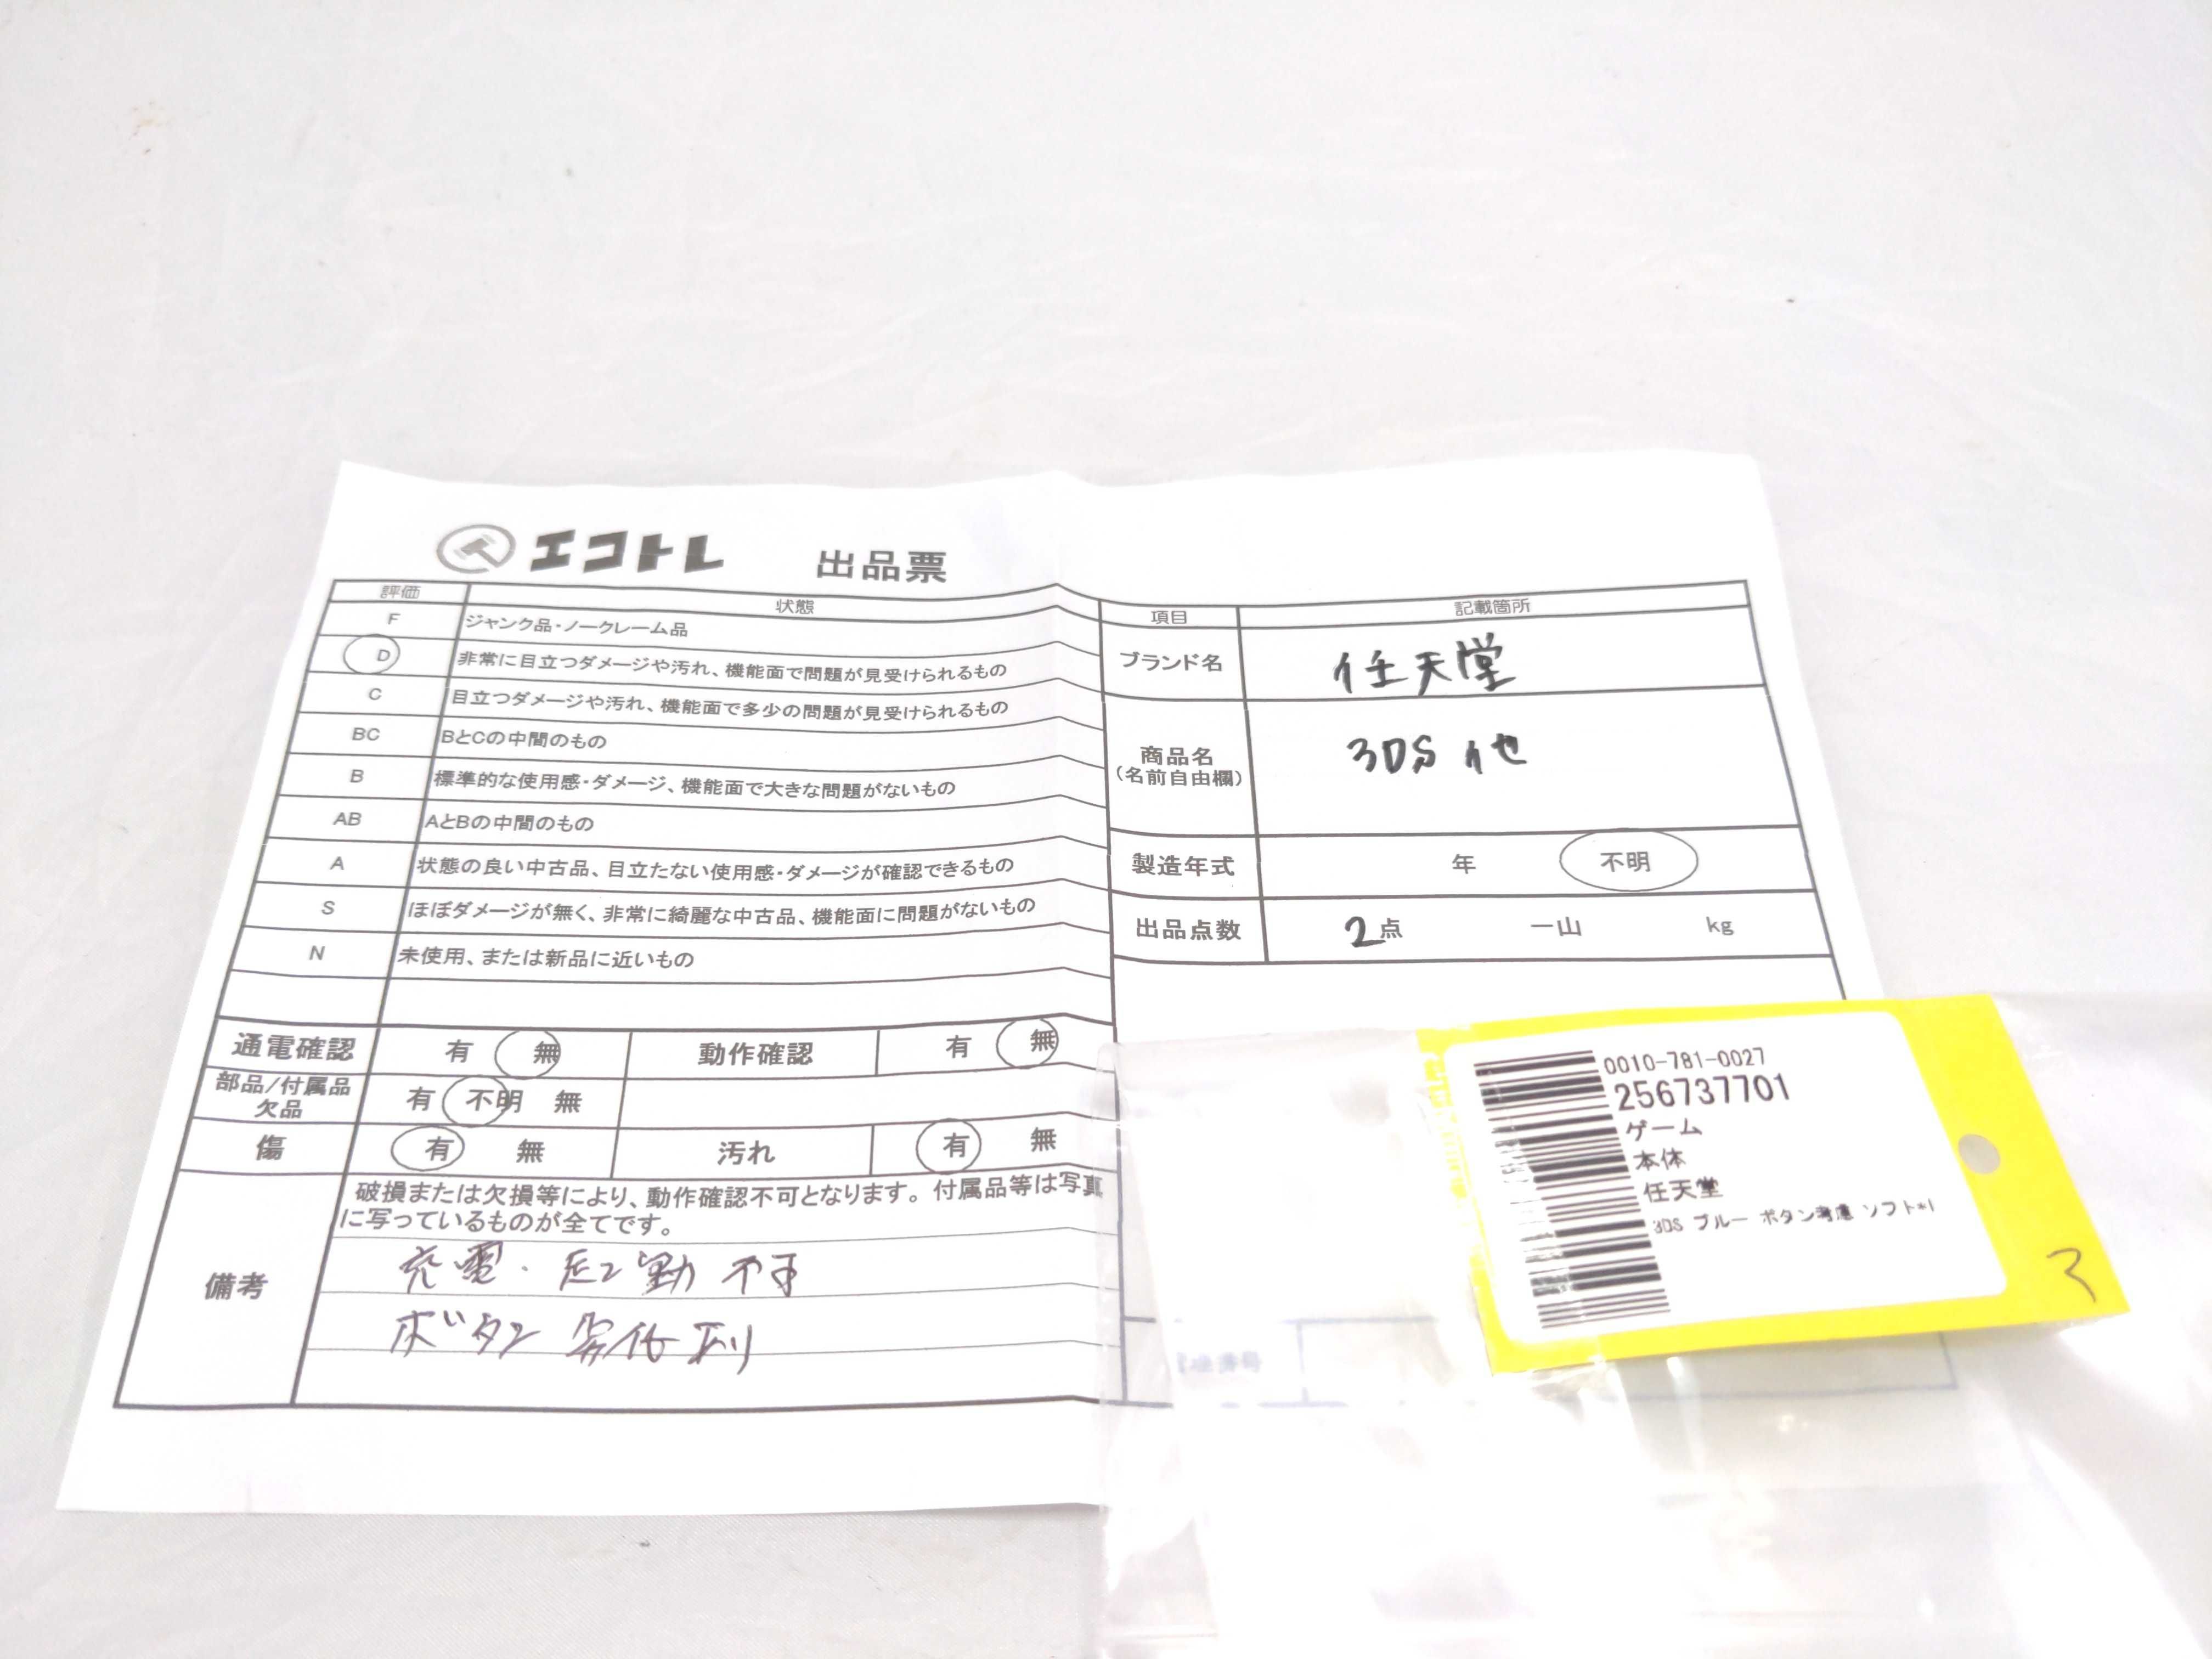 エコトレ 出品票
評価 状態
F ジャンク品・ノークレーム品
D 非常に目立つダメージや汚れ、機能面で問題が見受けられるもの
C 目立つダメージや汚れ、機能面で多少の問題が見受けられるもの
BC BとCの中間のもの
B 標準的な使用感・ダメージ、機能面で大きな問題がないもの
AB AとBの中間のもの
A 状態の良い中古品、目立たない使用感・ダメージが確認できるもの
S ほぼダメージが無く、非常に綺麗な中古品、機能面に問題がないもの
N 未使用、または新品に近いもの
通電確認 有 無 動作確認 有 無
部品/付属品
欠品 有 不明 無
傷 有 無 汚れ 有 無
備考
破損または欠損等により、動作確認不可となります。付属品等は写真
に写っているものが全てです。
充電・起動不可
ボタン劣化有り
項目 記載箇所
ブランド名 任天堂
商品名
(名前自由欄)
3DS 他
製造年式 年 不明
出品点数 2点 一山 kg
0010-781-0027
256737701
ゲーム
本体
任天堂
3DS ブルー ボタン考慮 ソフト*1